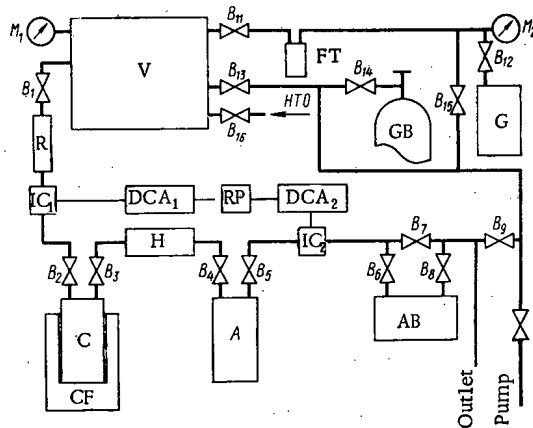 M₁
B₁₁
M₂
V
FT
B₁₂
B₁
B₁₃
B₁₄
B₁₅
HTO
B₁₆
GB
G
R
IC₁
DCA₁
RP
DCA₂
H
IC₂
B₇
B₉
B₂
B₃
B₄
B₅
B₆
B₈
C
A
AB
CF
Outlet
Pump